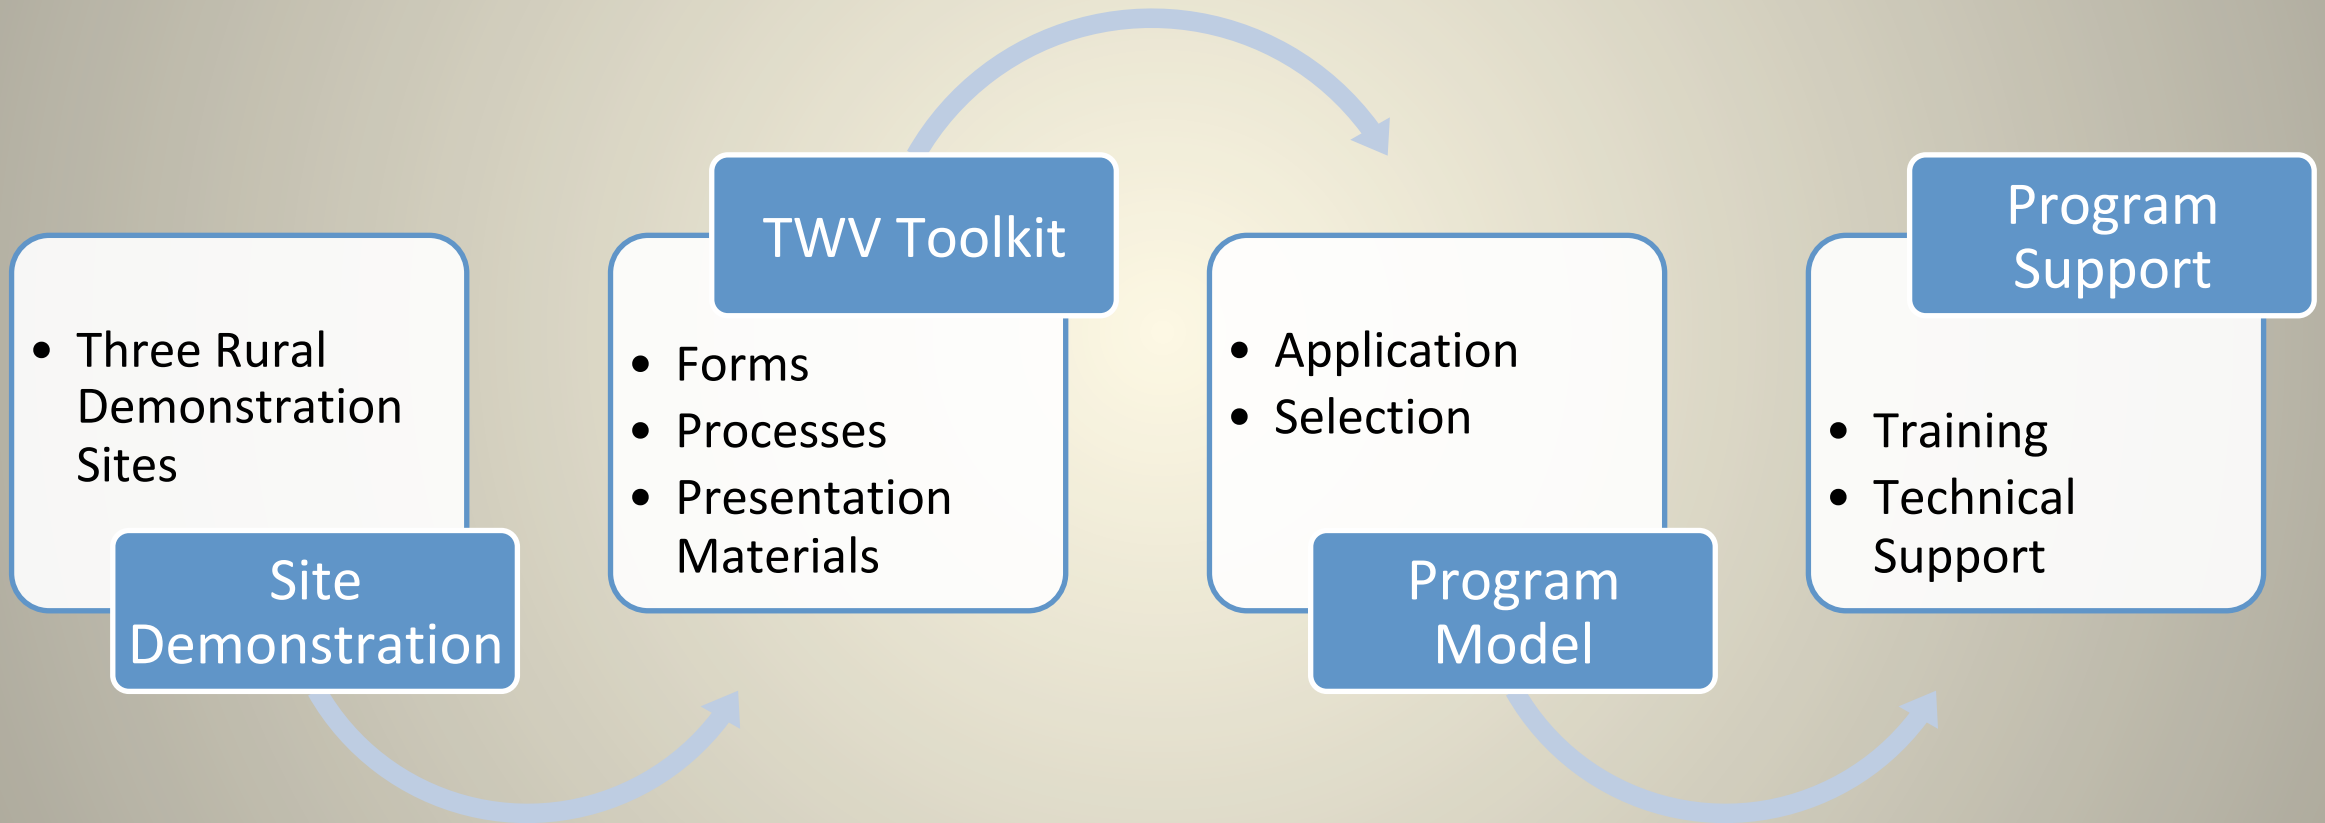 • Three Rural
Demonstration
Sites
Site
Demonstration
TWV Toolkit
• Forms
• Processes
• Presentation
Materials
• Application
• Selection
Program
Model
Program
Support
• Training
• Technical
Support